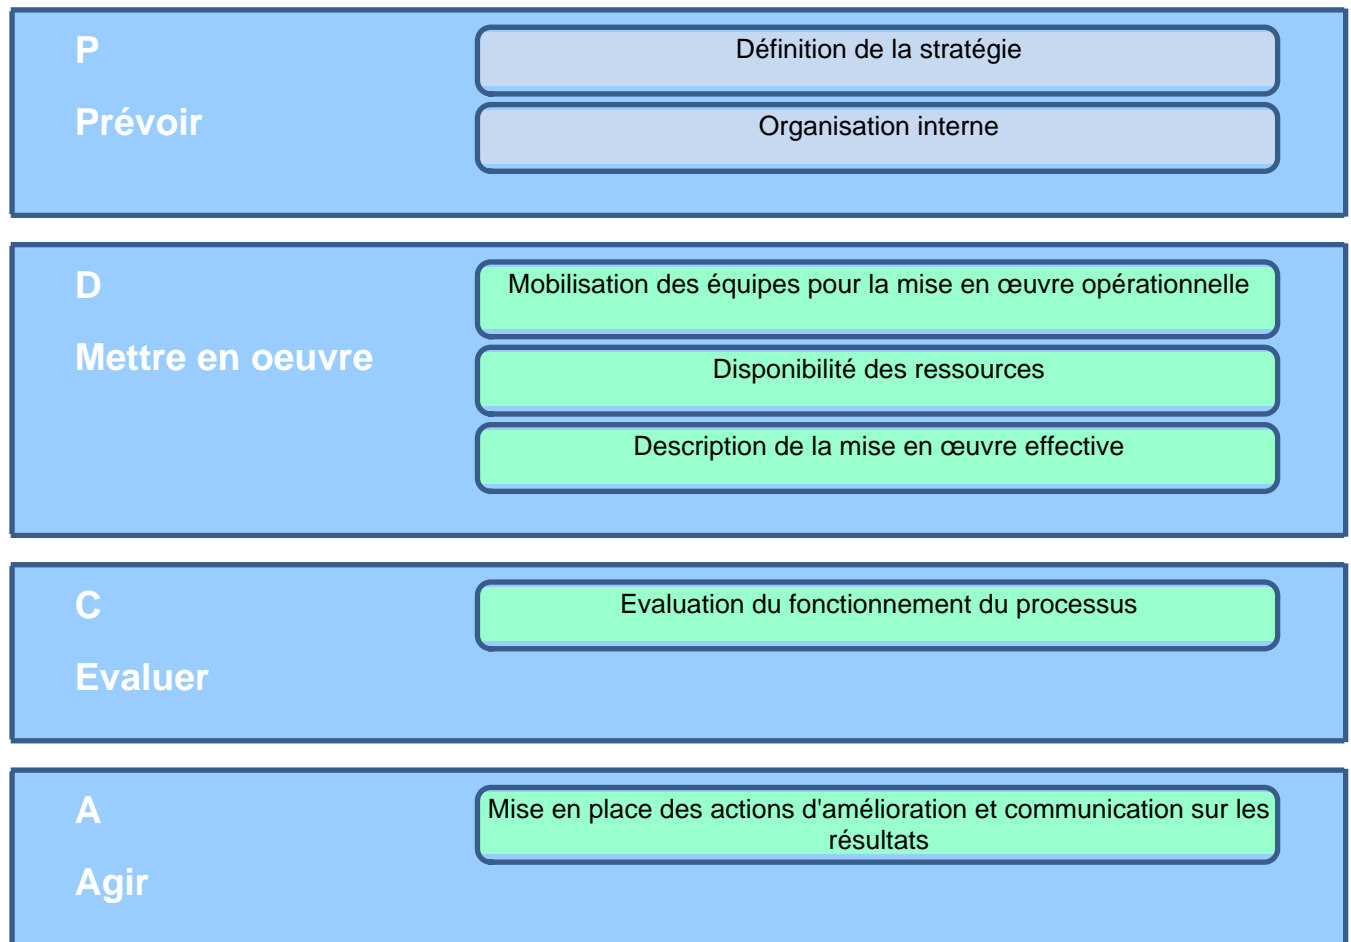 P
Prévoir
Définition de la stratégie
Organisation interne
D
Mettre en oeuvre
Mobilisation des équipes pour la mise en œuvre opérationnelle
Disponibilité des ressources
Description de la mise en œuvre effective
C
Evaluer
Evaluation du fonctionnement du processus
A
Agir
Mise en place des actions d'amélioration et communication sur les
résultats